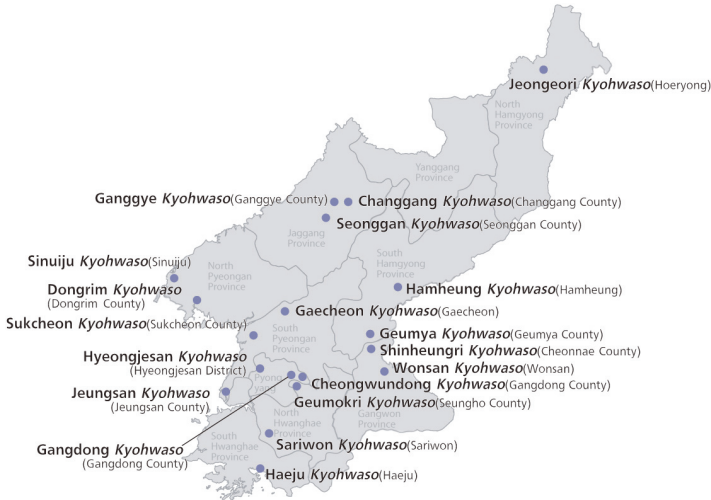 Jeongeori Kyohwaso(Hoeryong)
North
Hamgyong
Province
Yanggang
Province
Ganggye Kyohwaso(Ganggye County)
Changgang Kyohwaso(Changgang County)
Seonggan Kyohwaso(Seonggan County)
Jaggang
Province
South
Hamgyong
Province
Sinuiju Kyohwaso(Sinuiju)
North
Pyeongan
Province
Dongrim Kyohwaso
(Dongrim County)
Hamheung Kyohwaso(Hamheung)
Gaecheon Kyohwaso(Gaecheon)
Sukcheon Kyohwaso(Sukcheon County)
South
Pyeongan
Province
Geumya Kyohwaso(Geumya County)
Shinheungri Kyohwaso(Cheonnae County)
Hyeongjesan Kyohwaso
(Hyeongjesan District)
Wonsan Kyohwaso(Wonsan)
Pyong
yang
Cheongwundong Kyohwaso(Gangdong County)
Jeungsan Kyohwaso
(Jeungsan County)
Geumokri Kyohwaso(Seungho County)
North
Hwanghae
Province
Gangwon
Province
Gangdong Kyohwaso
(Gangdong County)
South
Hwanghae
Province
Sariwon Kyohwaso(Sariwon)
Haeju Kyohwaso(Haeju)